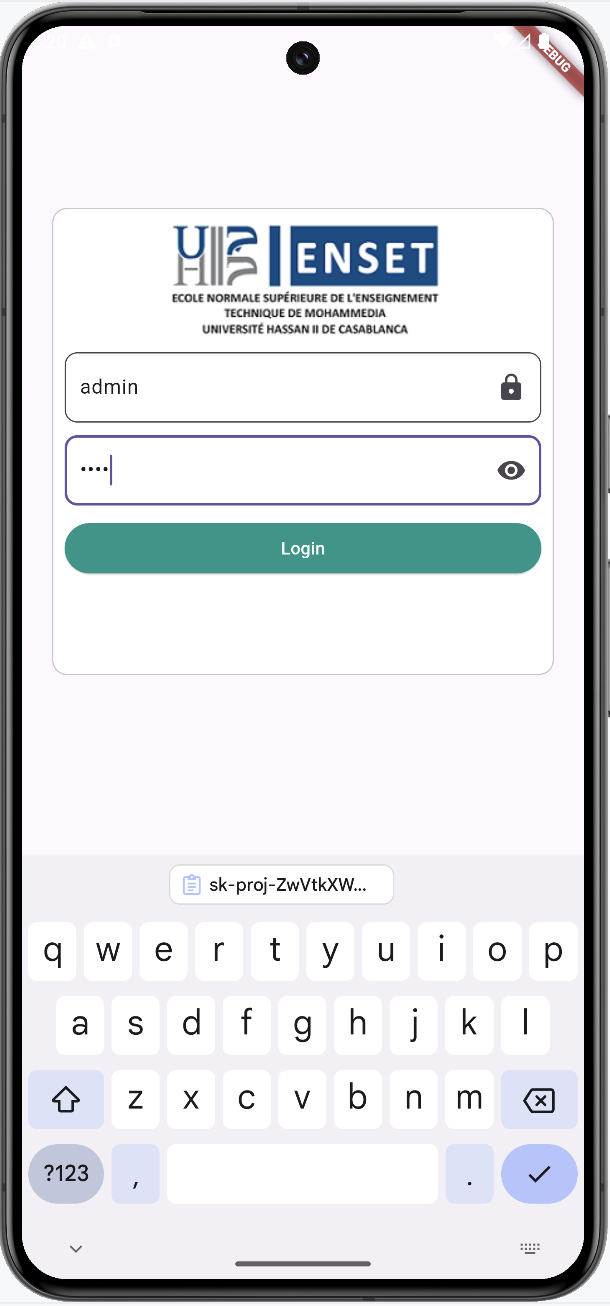 DEBUG
UH2C | ENSET
ECOLE NORMALE SUPÉRIEURE DE L'ENSEIGNEMENT
TECHNIQUE DE MOHAMMEDIA
UNIVERSITÉ HASSAN II DE CASABLANCA
admin
••••
Login
sk-proj-ZwVtkXW...
q w e r t y u i o p
a s d f g h j k l
z x c v b n m
?123 , .